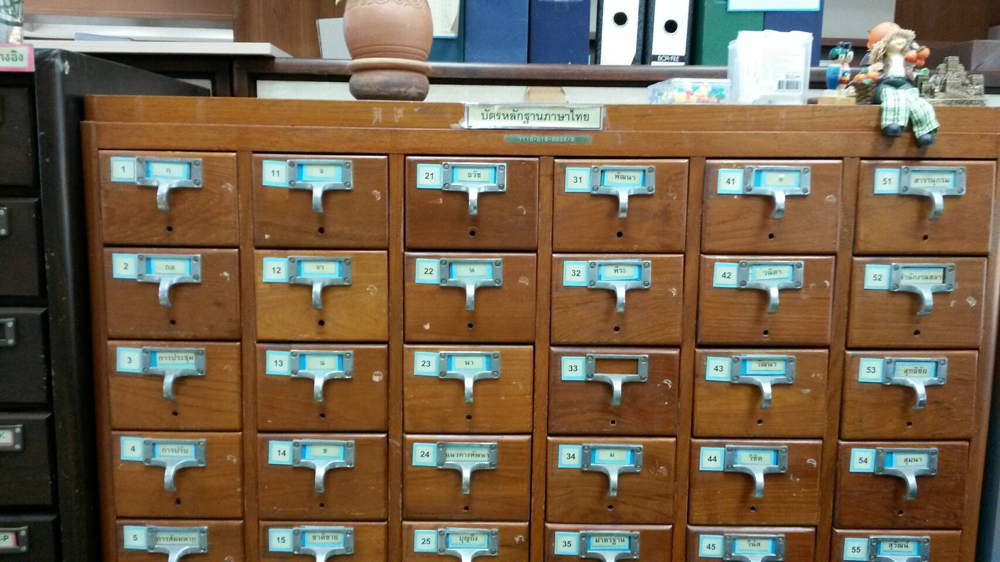 างอิง
BOX-FILE
บัตรหลักฐานภาษาไทย
1 ก
11 จ
21 ธวัช
31 พัฒนา
41 ล
51 สารานุกรม
2 กล
12 จา
22 น
32 พีระ
42 วนิดา
52 สำนักงานสลา
3 การประชุม
13 ฉ
23 นา
33
43 วัฒนา
53 สุทธิชัย
4 การปรับ
14 ช
24 แนวทางพัฒนา
34 ม
44 วิชิต
54 สุมนา
5 การสัมมนาก
15 ชาติชาย
25 บุญถึง
35 มาตรฐาน
45 วีนัส
55 สุวัฒน์
K
-P